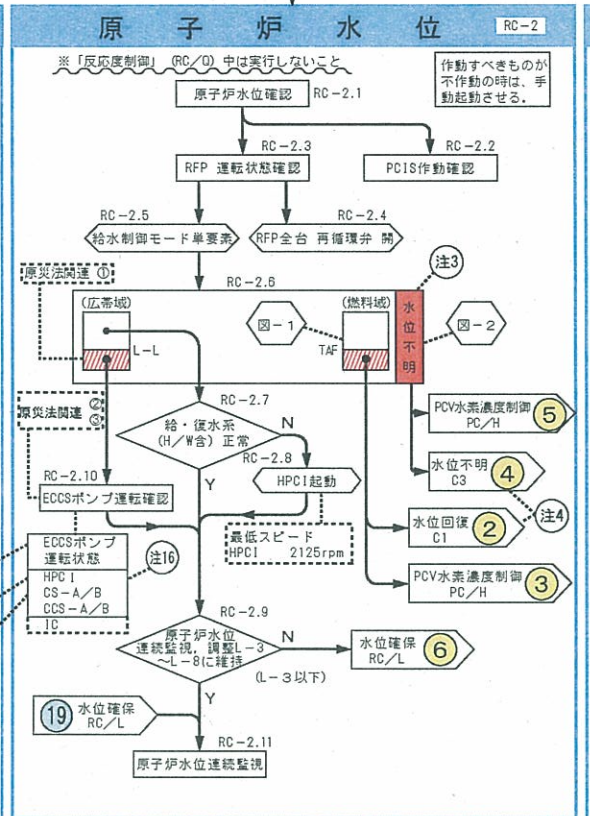 原子炉水位
RC-2
※「反応度制御」(RC/Q)中は実行しないこと
作動すべきものが
不作動の時は、手
動起動させる。
原子炉水位確認
RC-2.1
RC-2.3
RC-2.2
RFP 運転状態確認
PCIS作動確認
RC-2.5
RC-2.4
給水制御モード単要素
RFP全台 再循環弁 開
注3
原災法関連 ①
RC-2.6
(広帯域)
(燃料域)
水位不明
図-1
図-2
L-L
TAF
原災法関連 ②
③
RC-2.7
給・復水系
(H/W含) 正常
N
Y
RC-2.8
HPCI起動
PCV水素濃度制御
PC/H
5
水位不明
C3
4
注4
RC-2.10
ECCSポンプ運転確認
最低スピード
HPCI 2125rpm
水位回復
C1
2
ECCSポンプ
運転状態
HPCI
CS-A/B
CCS-A/B
IC
注16
PCV水素濃度制御
PC/H
3
RC-2.9
原子炉水位
連続監視,調整L-3
~L-8に維持
N
(L-3以下)
水位確保
RC/L
6
Y
19
水位確保
RC/L
RC-2.11
原子炉水位連続監視